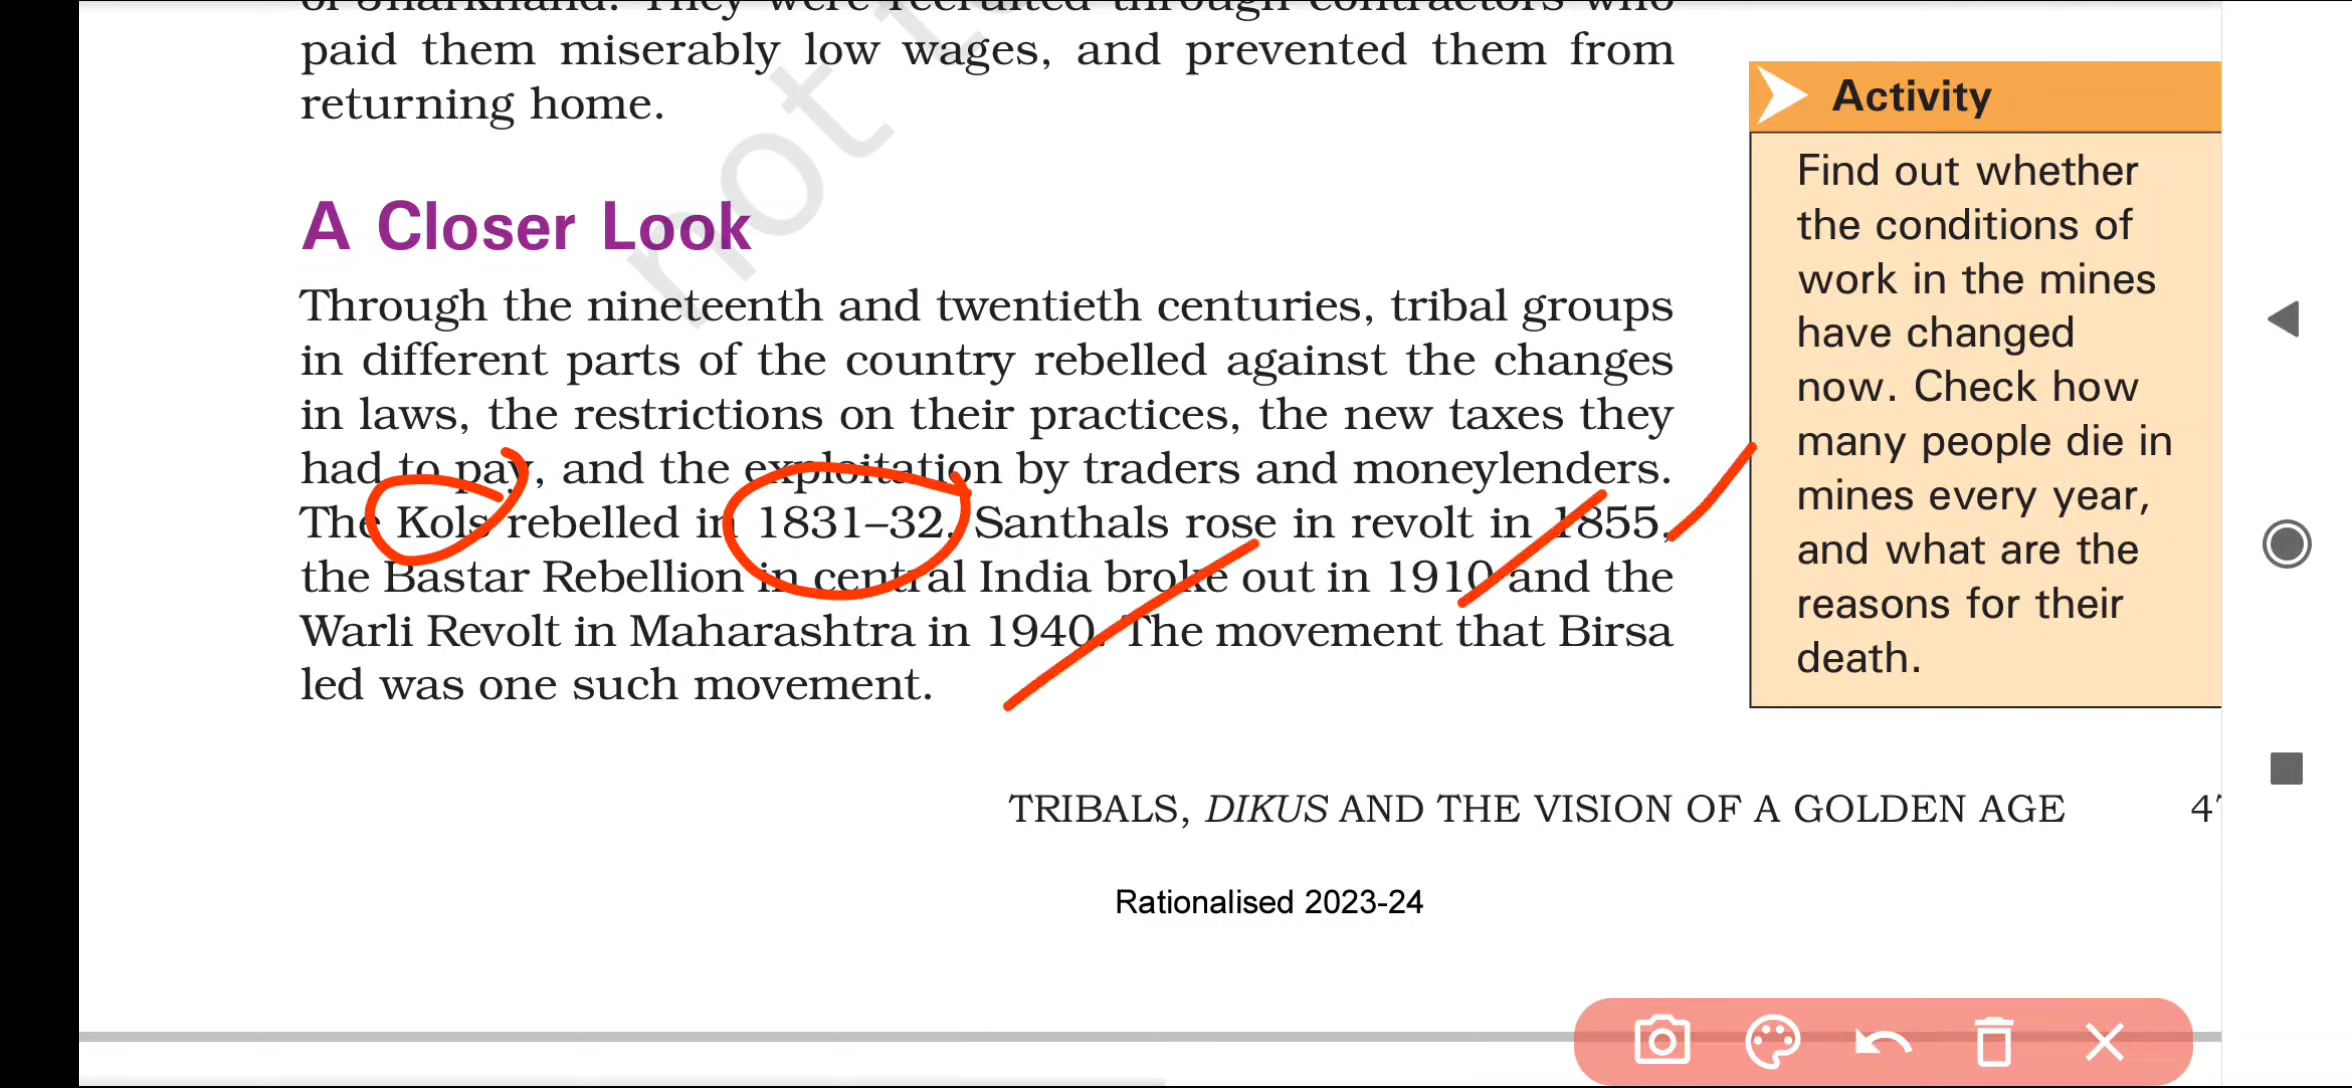 paid them miserably low wages, and prevented them from
returning home.
A Closer Look
Through the nineteenth and twentieth centuries, tribal groups
in different parts of the country rebelled against the changes
in laws, the restrictions on their practices, the new taxes they
had to pay, and the exploitation by traders and moneylenders.
The Kols rebelled in 1831–32. Santhals rose in revolt in 1855,
the Bastar Rebellion in central India broke out in 1910 and the
Warli Revolt in Maharashtra in 1940. The movement that Birsa
led was one such movement.
Activity
Find out whether
the conditions of
work in the mines
have changed
now. Check how
many people die in
mines every year,
and what are the
reasons for their
death.
TRIBALS, DIKUS AND THE VISION OF A GOLDEN AGE
Rationalised 2023-24
not